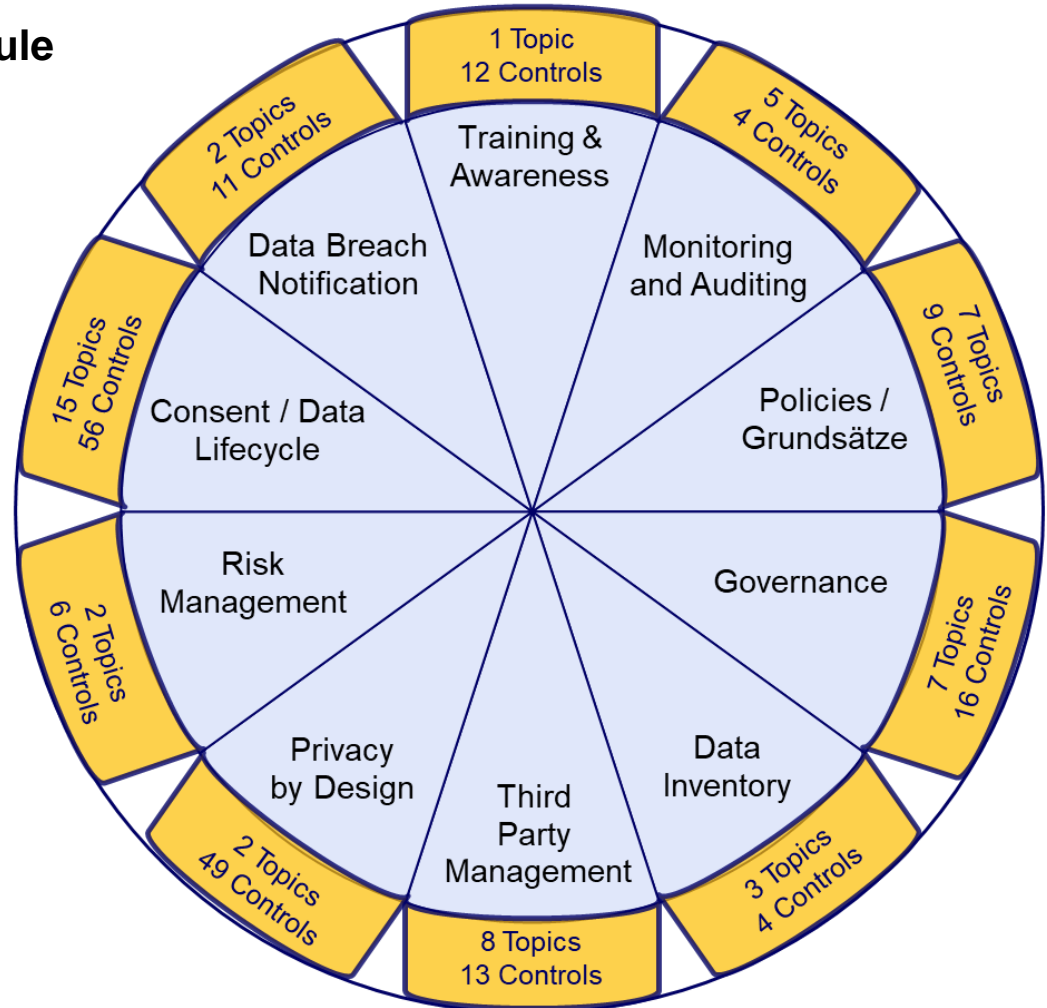 ule
1 Topic
12 Controls
Training &
Awareness
5 Topics
4 Controls
Monitoring
and Auditing
7 Topics
9 Controls
Policies /
Grundsätze
7 Topics
16 Controls
Governance
3 Topics
4 Controls
Data
Inventory
8 Topics
13 Controls
Third
Party
Management
2 Topics
49 Controls
Privacy
by Design
2 Topics
6 Controls
Risk
Management
15 Topics
56 Controls
Consent / Data
Lifecycle
2 Topics
11 Controls
Data Breach
Notification